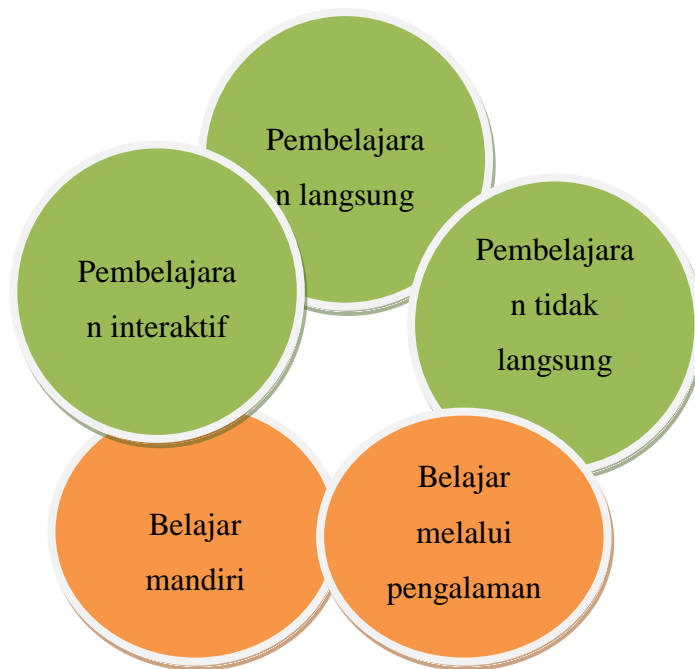 Pembelajara
n langsung
Pembelajara
n interaktif
Pembelajara
n tidak
langsung
Belajar
mandiri
Belajar
melalui
pengalaman